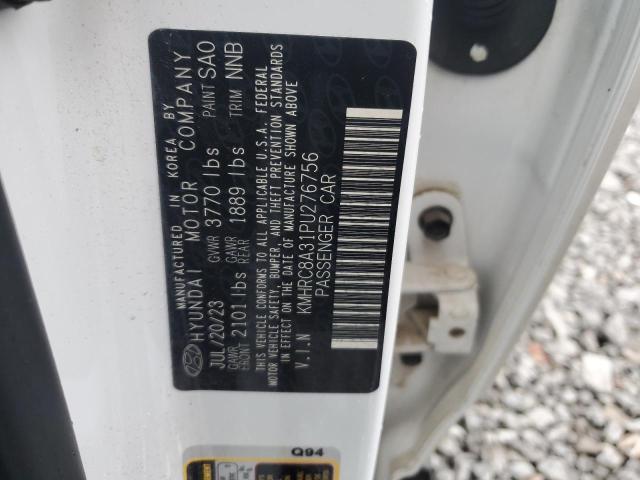 MANUFACTURED IN KOREA BY
HYUNDAI MOTOR COMPANY
JUL/20/23 GVWR 3770 lbs PAINT SAO
GAWR FRONT 2101 lbs GAWR REAR 1889 lbs TRIM NNB
THIS VEHICLE CONFORMS TO ALL APPLICABLE U.S.A. FEDERAL
MOTOR VEHICLE SAFETY, BUMPER, AND THEFT PREVENTION STANDARDS
IN EFFECT ON THE DATE OF MANUFACTURE SHOWN ABOVE
V.I.N KMHRC8A31PU276756
PASSENGER CAR
Q94